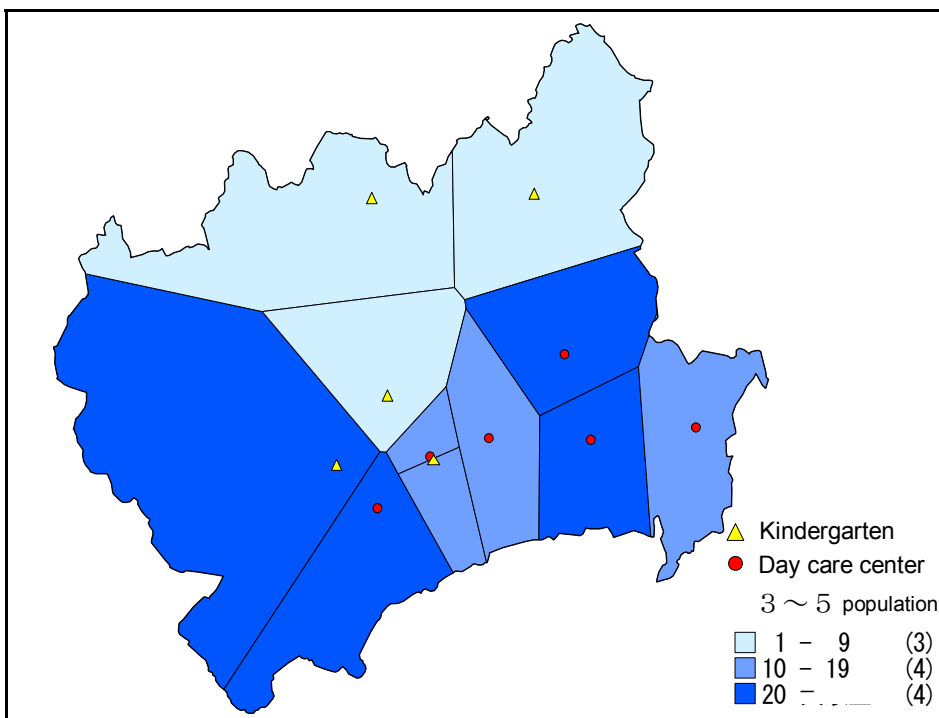 Kindergarten
Day care center
3～5 population
1 - 9 (3)
10 - 19 (4)
20 - (4)